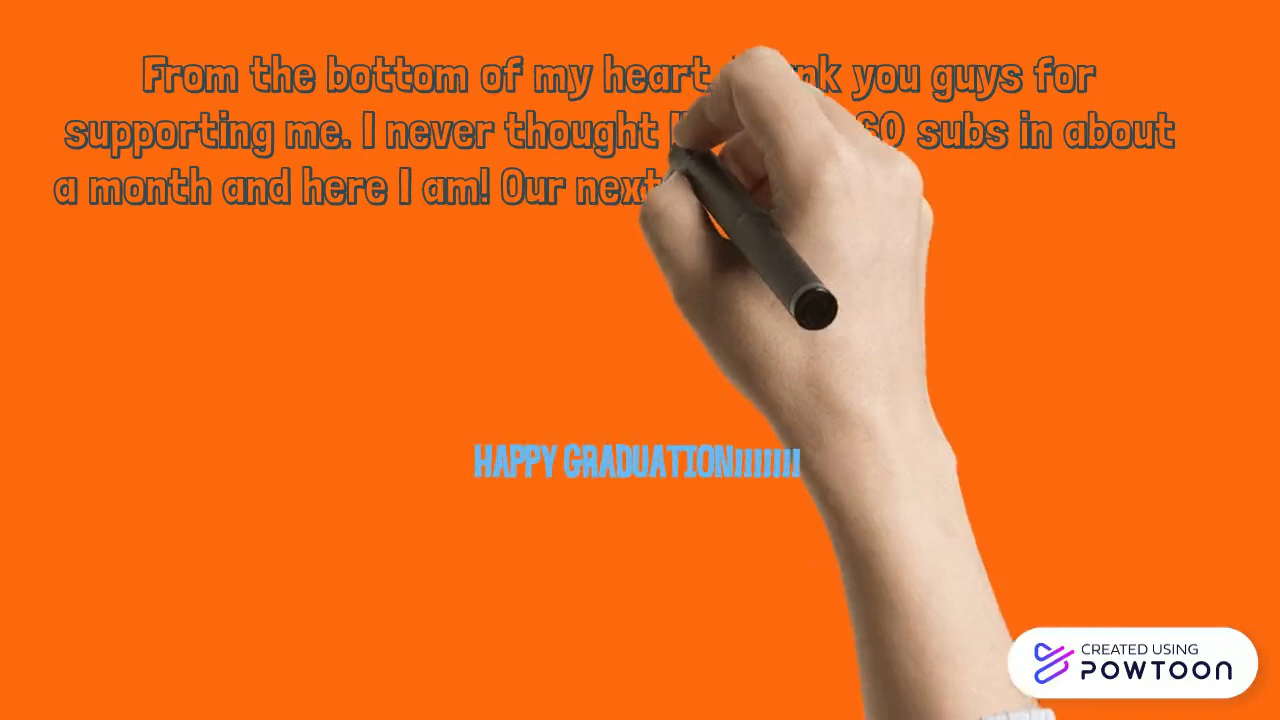 From the bottom of my heart, you guys for
supporting me. I never thought 60 subs in about
a month and here I am! Our next
HAPPY GRADUATION!!!!!!!
CREATED USING
POWTOON